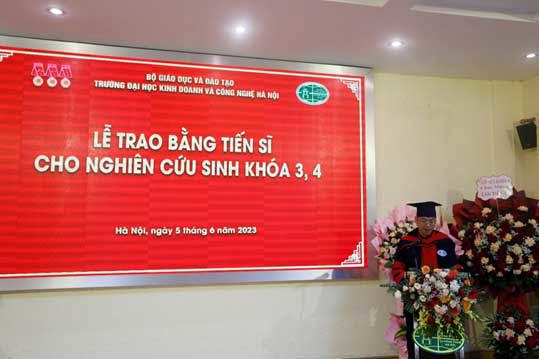 BỘ GIÁO DỤC VÀ ĐÀO TẠO
TRƯỜNG ĐẠI HỌC KINH DOANH VÀ CÔNG NGHỆ HÀ NỘI
LỄ TRAO BẰNG TIẾN SĨ
CHO NGHIÊN CỨU SINH KHÓA 3, 4
Hà Nội, ngày 5 tháng 6 năm 2023